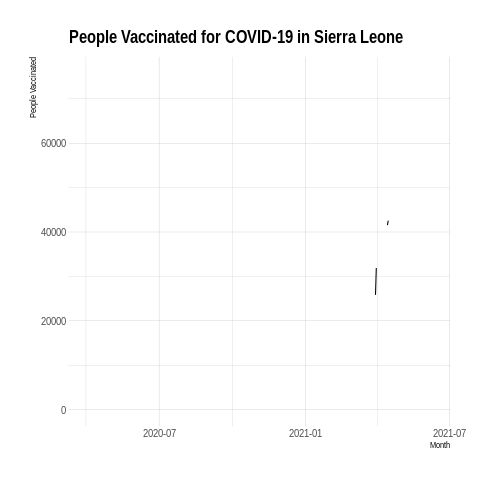 People Vaccinated for COVID-19 in Sierra Leone
People Vaccinated
60000
40000
20000
0
2020-07
2021-01
2021-07
Month